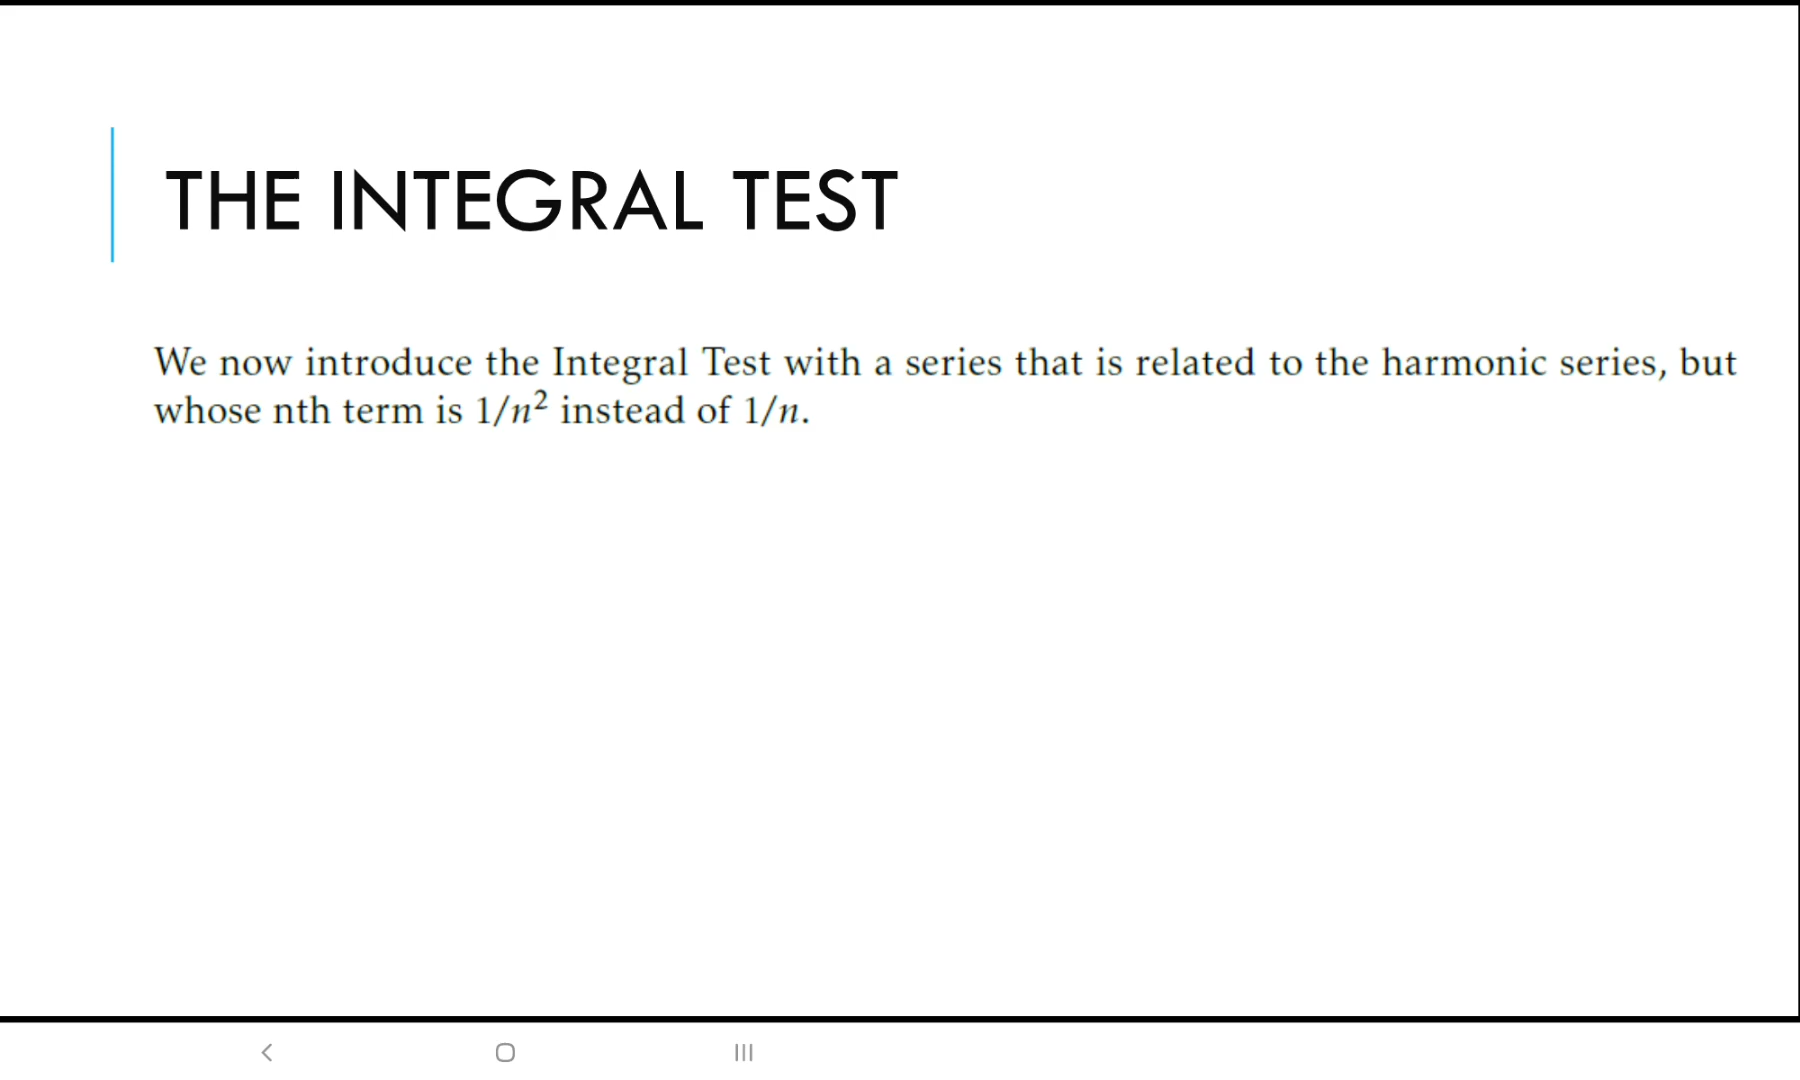 THE INTEGRAL TEST
We now introduce the Integral Test with a series that is related to the harmonic series, but
whose nth term is 1/n² instead of 1/n.